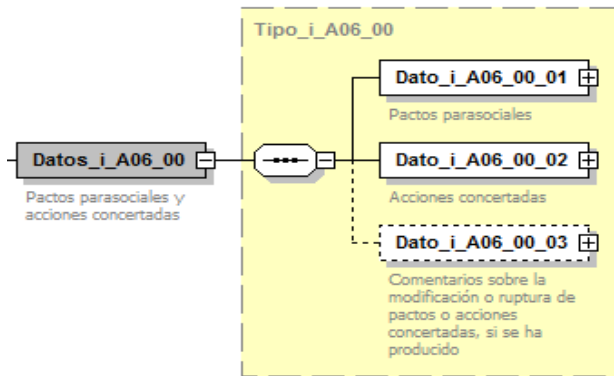 Tipo_i_A06_00
Dato_i_A06_00_01
Pactos parasociales
Datos_i_A06_00
Pactos parasociales y
acciones concertadas
Dato_i_A06_00_02
Acciones concertadas
Dato_i_A06_00_03
Comentarios sobre la
modificación o ruptura de
pactos o acciones
concertadas, si se ha
producido